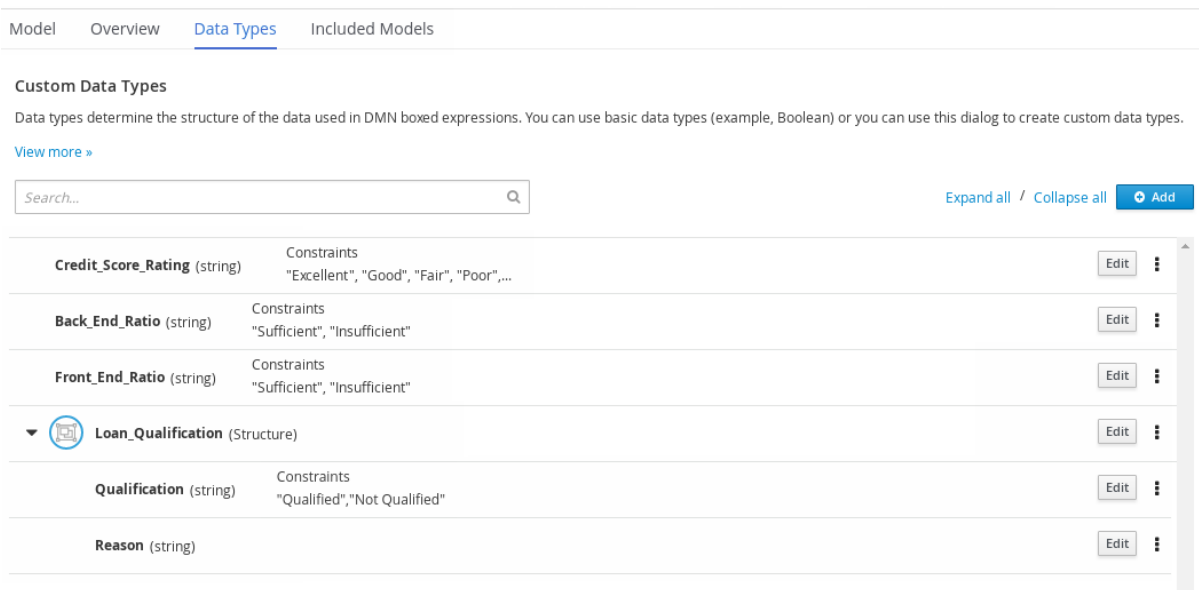 Model Overview Data Types Included Models
Custom Data Types
Data types determine the structure of the data used in DMN boxed expressions. You can use basic data types (example, Boolean) or you can use this dialog to create custom data types.
View more »
Search... Expand all / Collapse all Add
Credit_Score_Rating (string) Constraints Edit
"Excellent", "Good", "Fair", "Poor",...
Back_End_Ratio (string) Constraints Edit
"Sufficient", "Insufficient"
Front_End_Ratio (string) Constraints Edit
"Sufficient", "Insufficient"
Loan_Qualification (Structure) Edit
Qualification (string) Constraints Edit
"Qualified","Not Qualified"
Reason (string) Edit